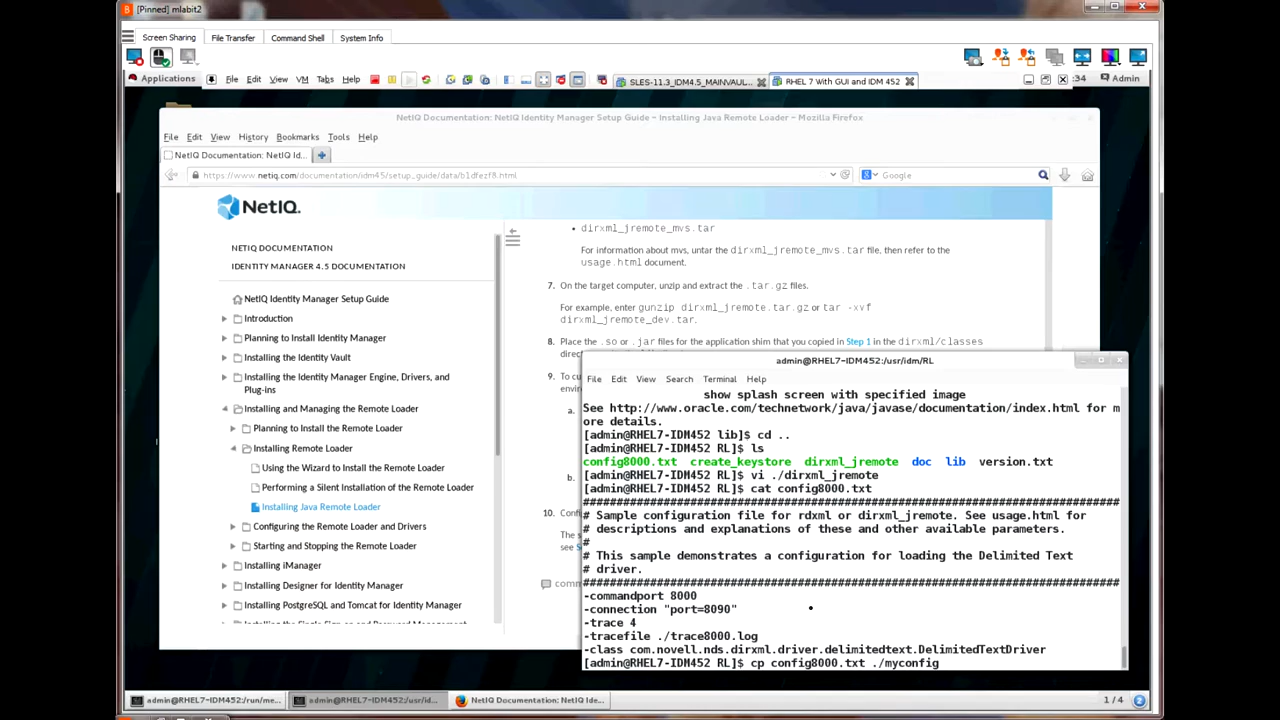 [Pinned] mlabit2
Screen Sharing File Transfer Command Shell System Info
Applications File Edit View VM Tabs Help SLES-11.3_IDM4.5_MAINVAUL... RHEL 7 With GUI and IDM 452 :34 Admin
NetIQ Documentation: NetIQ Identity Manager Setup Guide – Installing Java Remote Loader – Mozilla Firefox
File Edit View History Bookmarks Tools Help
NetIQ Documentation: NetIQ Id...
https://www.netiq.com/documentation/idm45/setup_guide/data/b1dfezf8.html Google
NetIQ.
NETIQ DOCUMENTATION
IDENTITY MANAGER 4.5 DOCUMENTATION
NetIQ Identity Manager Setup Guide
Introduction
Planning to Install Identity Manager
Installing the Identity Vault
Installing the Identity Manager Engine, Drivers, and
Plug-ins
Installing and Managing the Remote Loader
Planning to Install the Remote Loader
Installing Remote Loader
Using the Wizard to Install the Remote Loader
Performing a Silent Installation of the Remote Loader
Installing Java Remote Loader
Configuring the Remote Loader and Drivers
Starting and Stopping the Remote Loader
Installing iManager
Installing Designer for Identity Manager
Installing PostgreSQL and Tomcat for Identity Manager
• dirxml_jremote_mvs.tar
For information about mvs, untar the dirxml_jremote_mvs.tar file, then refer to the
usage.html document.
7. On the target computer, unzip and extract the .tar.gz files.
For example, enter gunzip dirxml_jremote.tar.gz or tar -xvf
dirxml_jremote_dev.tar.
8. Place the .so or .jar files for the application shim that you copied in Step 1 in the dirxml/classes
9. To cu
a.
b.
10. Conf
The s
see S
comm
admin@RHEL7-IDM452:/usr/idm/RL
File Edit View Search Terminal Help
show splash screen with specified image
See http://www.oracle.com/technetwork/java/javase/documentation/index.html for m
ore details.
[admin@RHEL7-IDM452 lib]$ cd ..
[admin@RHEL7-IDM452 RL]$ ls
config8000.txt create_keystore dirxml_jremote doc lib version.txt
[admin@RHEL7-IDM452 RL]$ vi ./dirxml_jremote
[admin@RHEL7-IDM452 RL]$ cat config8000.txt
################################################################################
# Sample configuration file for rdxml or dirxml_jremote. See usage.html for
# descriptions and explanations of these and other available parameters.
#
# This sample demonstrates a configuration for loading the Delimited Text
# driver.
################################################################################
-commandport 8000
-connection "port=8090"
-trace 4
-tracefile ./trace8000.log
-class com.novell.nds.dirxml.driver.delimitedtext.DelimitedTextDriver
[admin@RHEL7-IDM452 RL]$ cp config8000.txt ./myconfig
admin@RHEL7-IDM452:/run/me... admin@RHEL7-IDM452:/usr/id... NetIQ Documentation: NetIQ Ide... 1 / 4 2